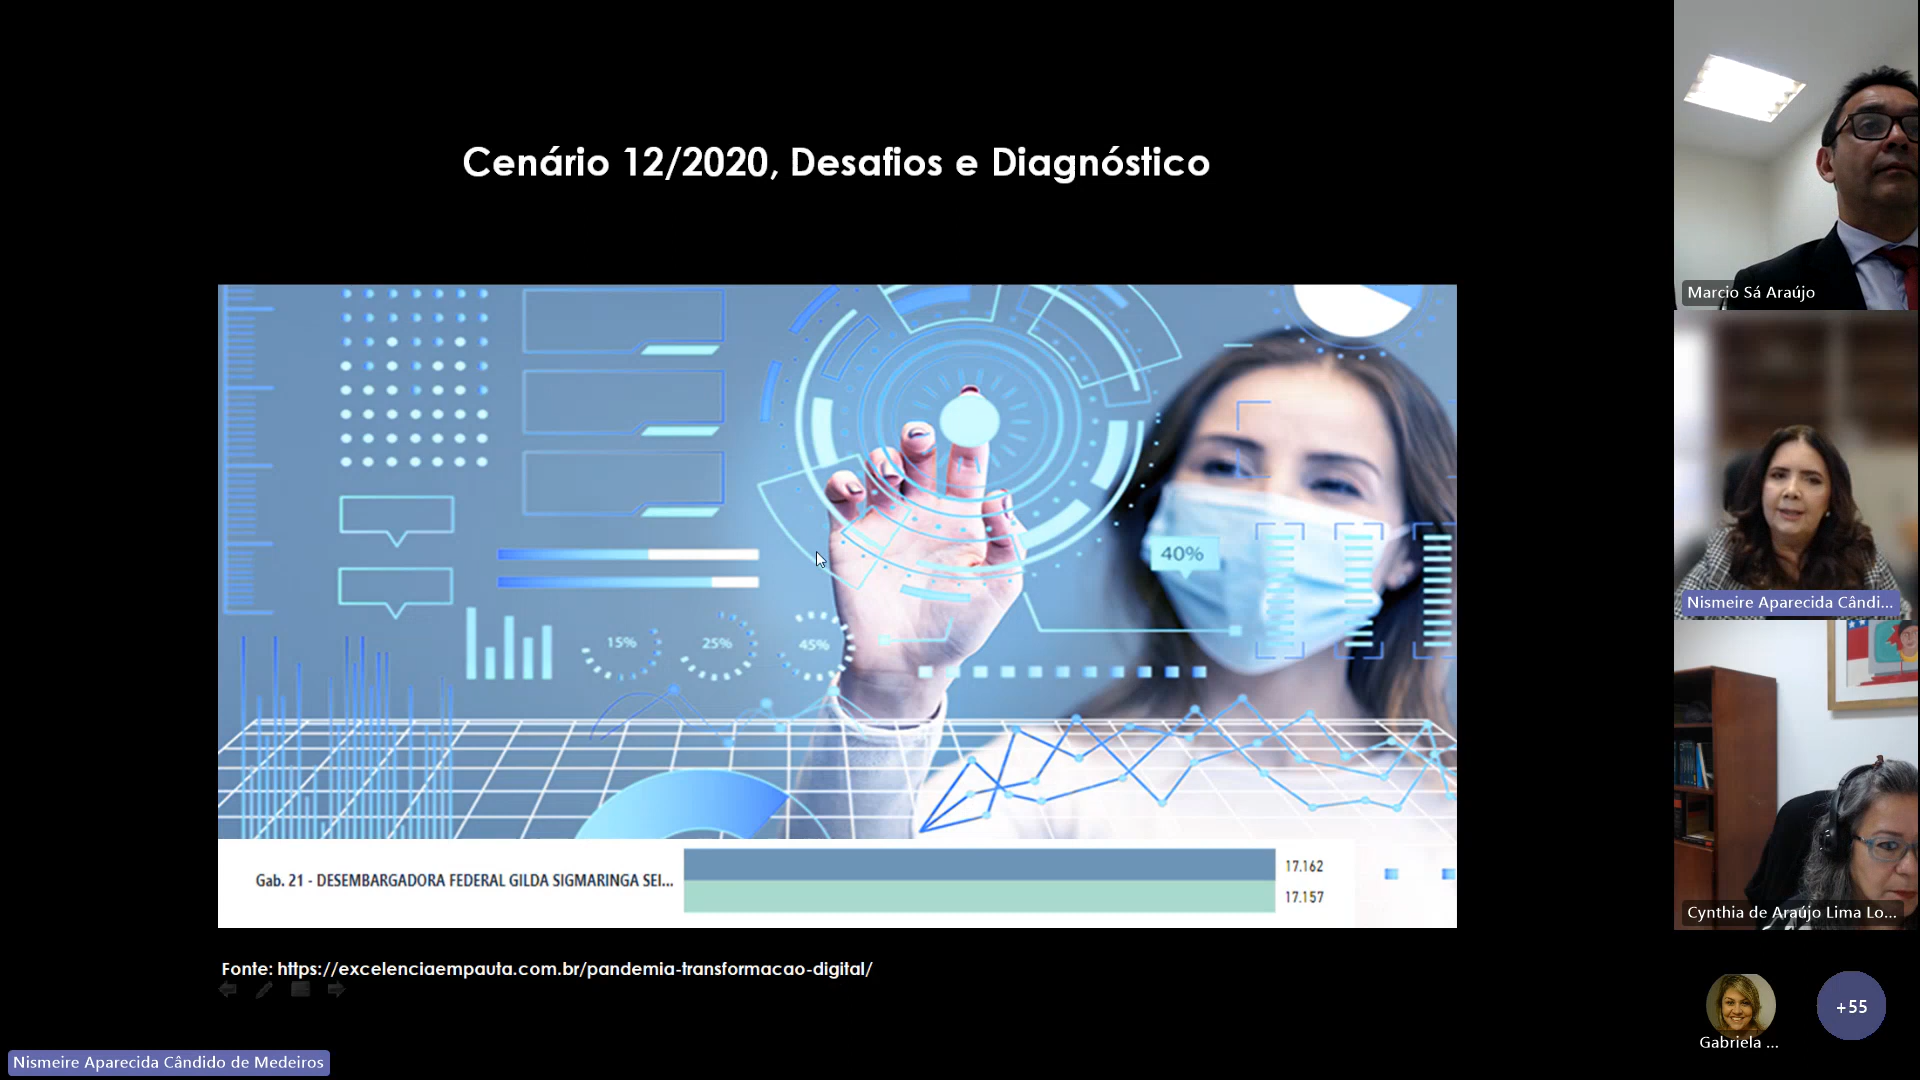 Cenário 12/2020, Desafios e Diagnóstico
40%
15%
25%
45%
Gab. 21 - DESEMBARGADORA FEDERAL GILDA SIGMARINGA SEI...
17.162
17.157
Fonte: https://excelenciaempauta.com.br/pandemia-transformacao-digital/
Nismeire Aparecida Cândido de Medeiros
Marcio Sá Araújo
Nismeire Aparecida Cândi...
Cynthia de Araújo Lima Lo...
Gabriela ...
+55